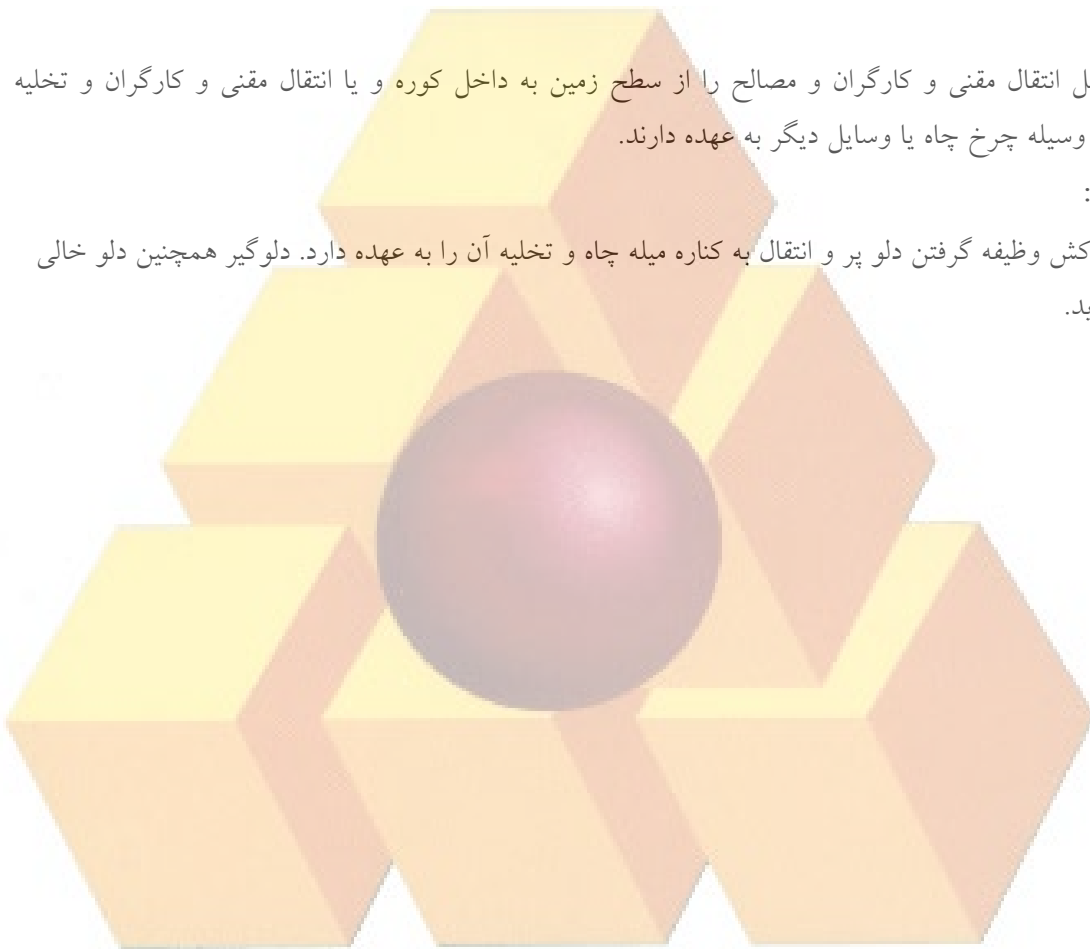 انتقال مقنی و کارگران و مصالح را از سطح زمین به داخل کوره و یا انتقال مقنی و کارگران و تخلیه
وسیله چرخ چاه یا وسایل دیگر به عهده دارند.
:
کش وظیفه گرفتن دلو پر و انتقال به کناره میله چاه و تخلیه آن را به عهده دارد. دلوگیر همچنین دلو خالی